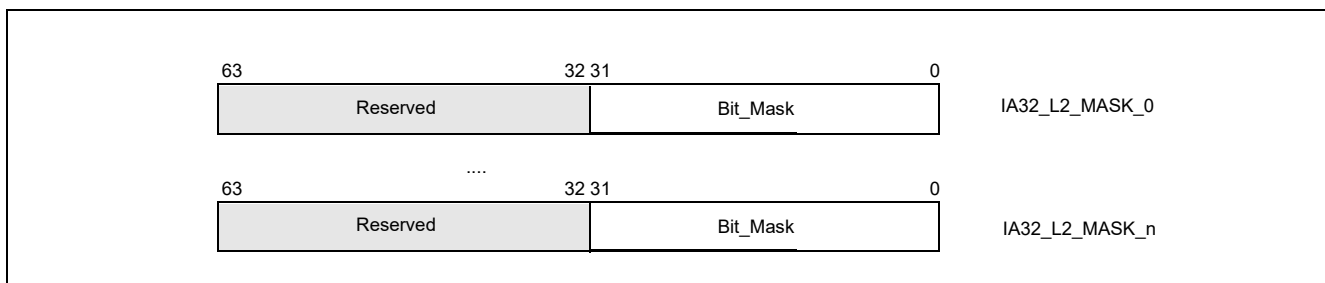 63 32 31 0
Reserved Bit_Mask IA32_L2_MASK_0
....
63 32 31 0
Reserved Bit_Mask IA32_L2_MASK_n